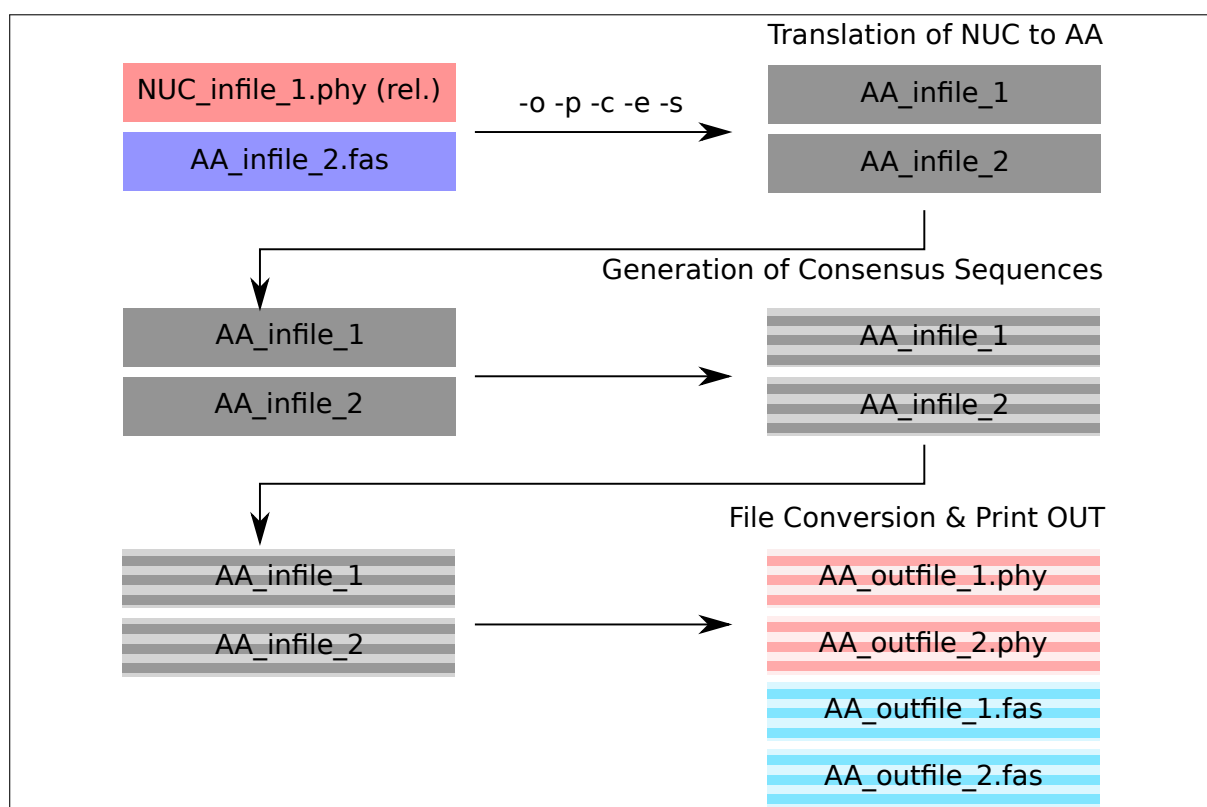 Translation of NUC to AA
NUC_infile_1.phy (rel.)
AA_infile_2.fas
-o -p -c -e -s
AA_infile_1
AA_infile_2
Generation of Consensus Sequences
AA_infile_1
AA_infile_2
AA_infile_1
AA_infile_2
File Conversion & Print OUT
AA_infile_1
AA_infile_2
AA_outfile_1.phy
AA_outfile_2.phy
AA_outfile_1.fas
AA_outfile_2.fas